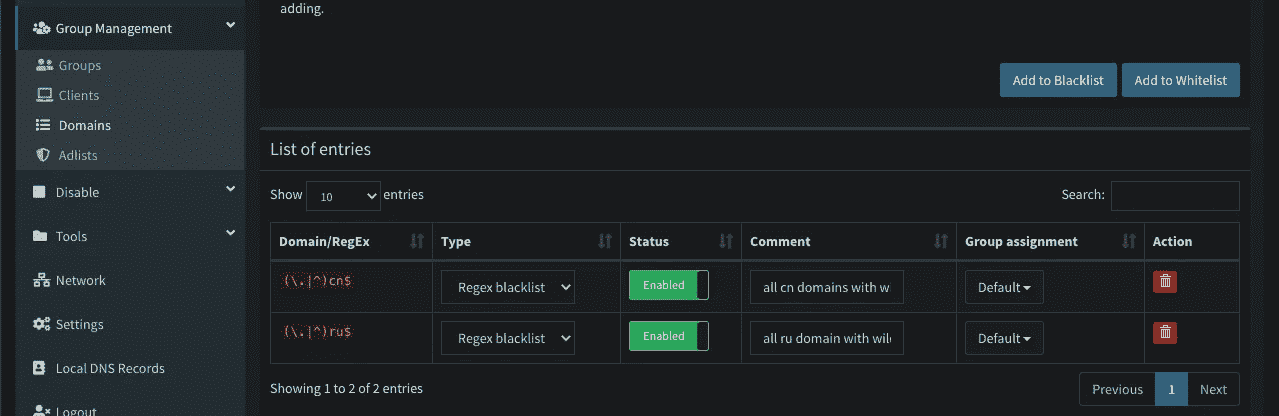 adding.
Group Management
Groups
Clients
Domains
Adlists
Disable
Tools
Network
Settings
Local DNS Records
Logout
Add to Blacklist Add to Whitelist
List of entries
Show 10 entries Search:
Domain/RegEx Type Status Comment Group assignment Action
(\.|^)cn$ Regex blacklist Enabled all cn domains with w Default
(\.|^)ru$ Regex blacklist Enabled all ru domain with wil Default
Showing 1 to 2 of 2 entries Previous 1 Next